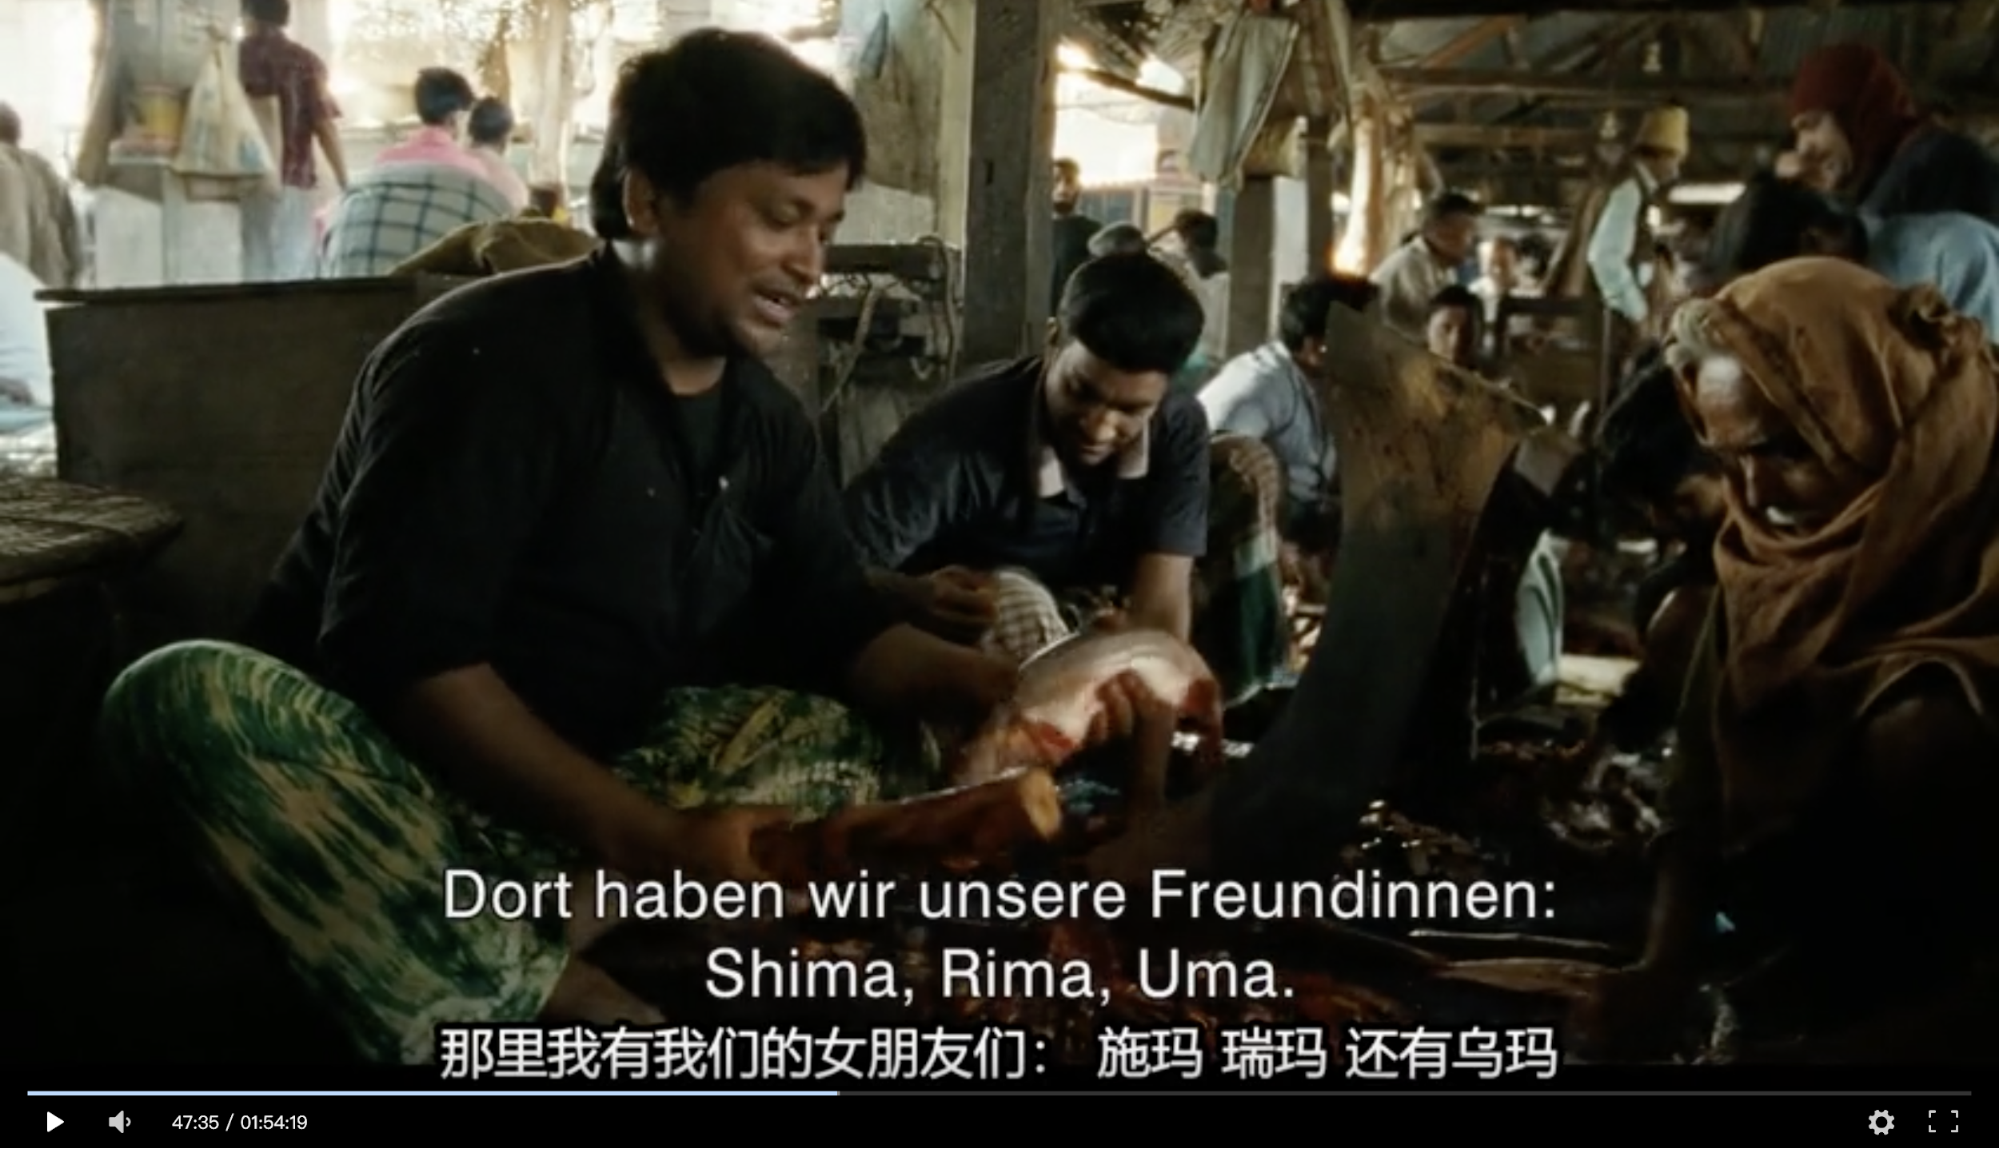 Dort haben wir unsere Freundinnen:
Shima, Rima, Uma.
那里我有我们的女朋友们： 施玛 瑞玛 还有乌玛
47:35 / 01:54:19